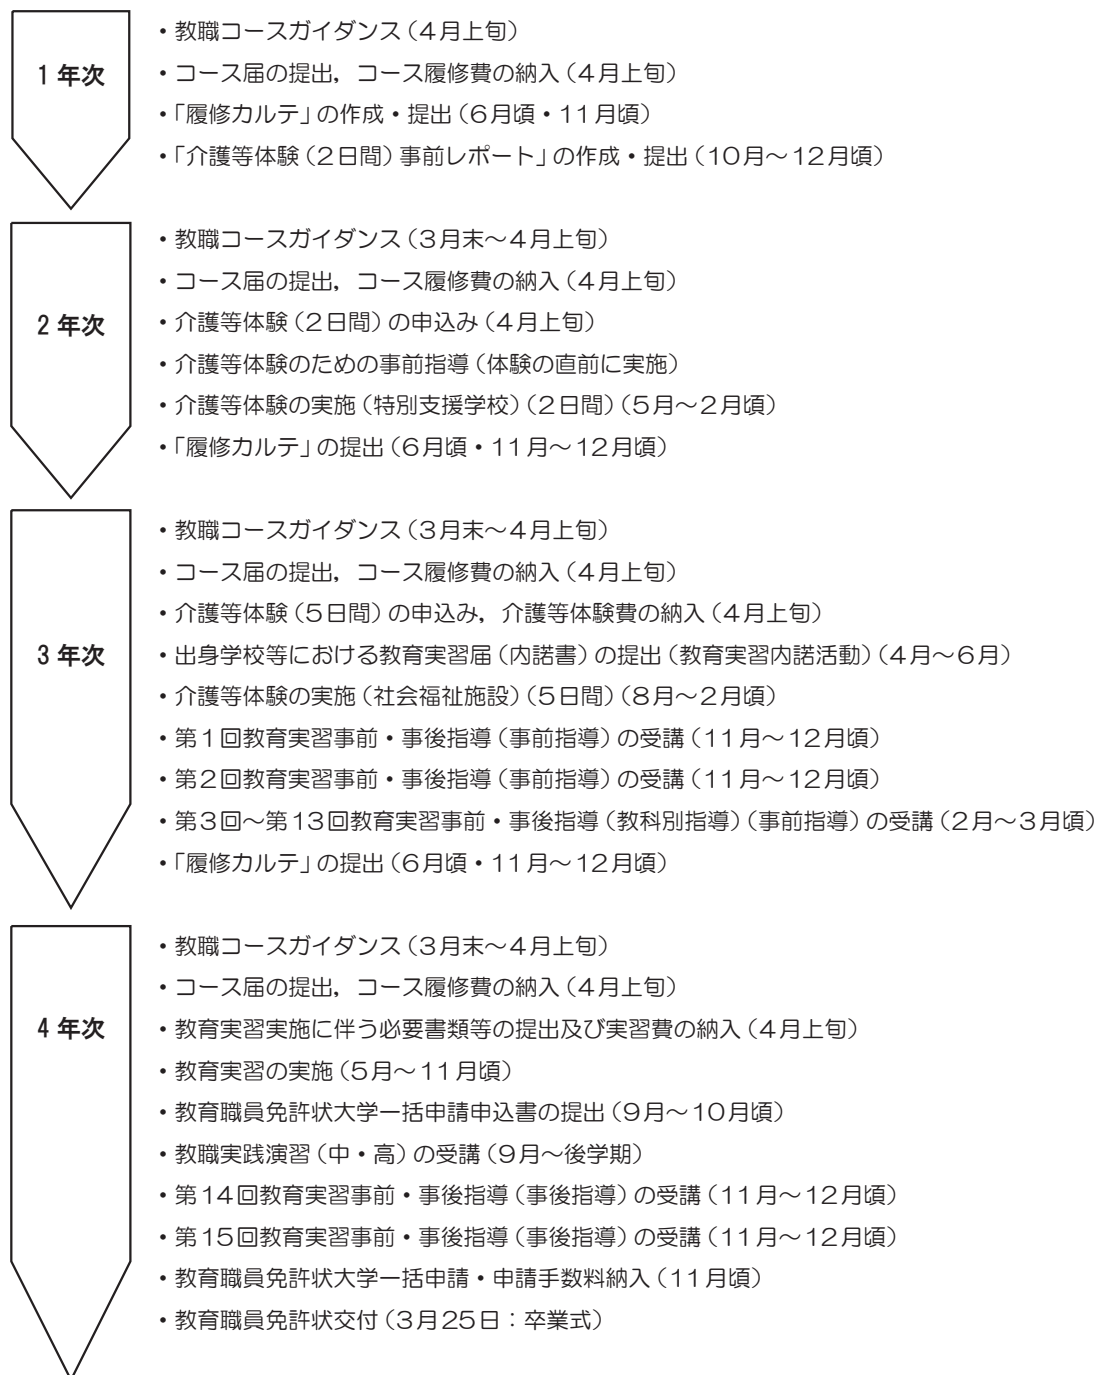 1年次
・教職コースガイダンス(4月上旬)
・コース届の提出,コース履修費の納入(4月上旬)
・「履修カルテ」の作成・提出(6月頃・11月頃)
・「介護等体験(2日間)事前レポート」の作成・提出(10月~12月頃)
2年次
・教職コースガイダンス(3月末~4月上旬)
・コース届の提出,コース履修費の納入(4月上旬)
・介護等体験(2日間)の申込み(4月上旬)
・介護等体験のための事前指導(体験の直前に実施)
・介護等体験の実施(特別支援学校)(2日間)(5月~2月頃)
・「履修カルテ」の提出(6月頃・11月~12月頃)
3年次
・教職コースガイダンス(3月末~4月上旬)
・コース届の提出,コース履修費の納入(4月上旬)
・介護等体験(5日間)の申込み,介護等体験費の納入(4月上旬)
・出身学校等における教育実習届(内諾書)の提出(教育実習内諾活動)(4月~6月)
・介護等体験の実施(社会福祉施設)(5日間)(8月~2月頃)
・第1回教育実習事前・事後指導(事前指導)の受講(11月~12月頃)
・第2回教育実習事前・事後指導(事前指導)の受講(11月~12月頃)
・第3回~第13回教育実習事前・事後指導(教科別指導)(事前指導)の受講(2月~3月頃)
・「履修カルテ」の提出(6月頃・11月~12月頃)
4年次
・教職コースガイダンス(3月末~4月上旬)
・コース届の提出,コース履修費の納入(4月上旬)
・教育実習実施に伴う必要書類等の提出及び実習費の納入(4月上旬)
・教育実習の実施(5月~11月頃)
・教育職員免許状大学一括申請申込書の提出(9月~10月頃)
・教職実践演習(中・高)の受講(9月~後学期)
・第14回教育実習事前・事後指導(事後指導)の受講(11月~12月頃)
・第15回教育実習事前・事後指導(事後指導)の受講(11月~12月頃)
・教育職員免許状大学一括申請・申請手数料納入(11月頃)
・教育職員免許状交付(3月25日:卒業式)